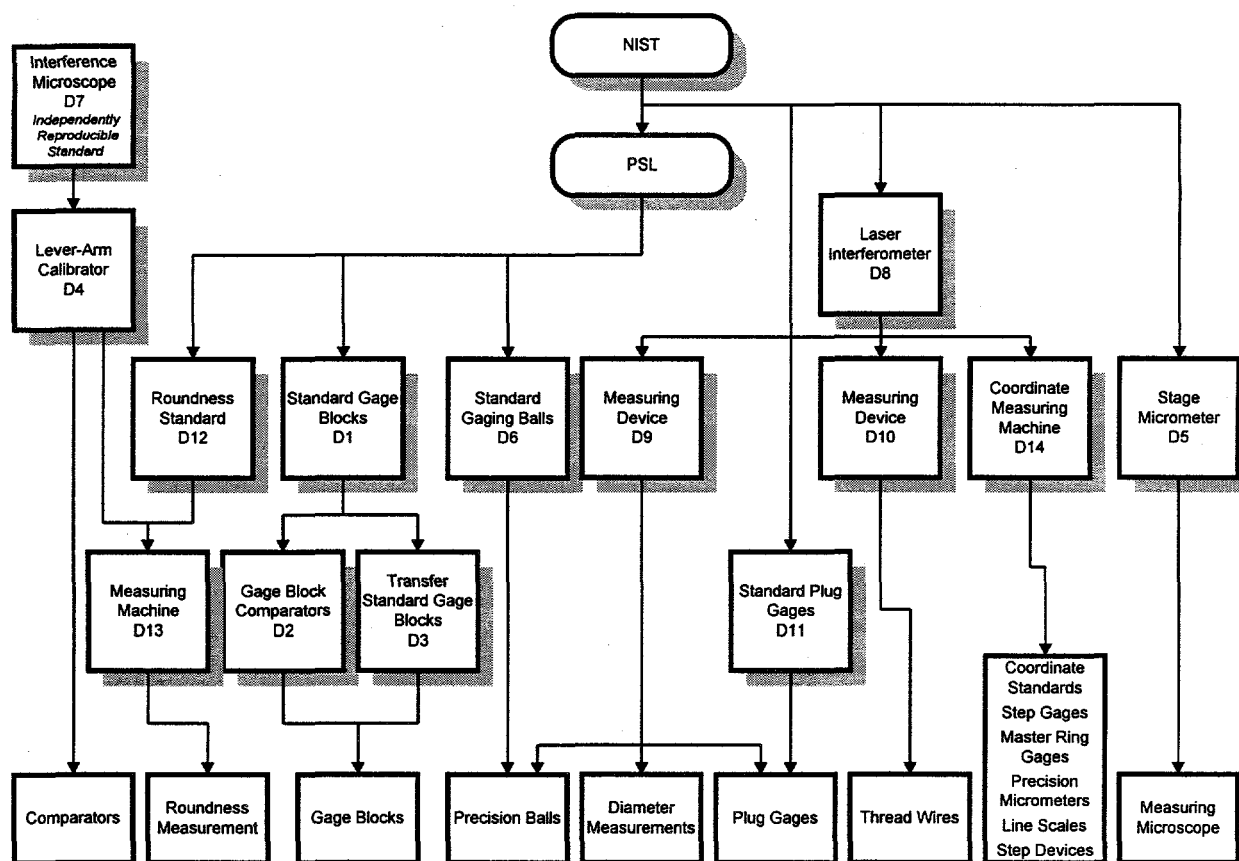 NIST
Interference
Microscope
D7
Independently
Reproducible
Standard
PSL
Lever-Arm
Calibrator
D4
Laser
Interferometer
D8
Roundness
Standard
D12
Standard Gage
Blocks
D1
Standard
Gaging Balls
D6
Measuring
Device
D9
Measuring
Device
D10
Coordinate
Measuring
Machine
D14
Stage
Micrometer
D5
Measuring
Machine
D13
Gage Block
Comparators
D2
Transfer
Standard Gage
Blocks
D3
Standard Plug
Gages
D11
Coordinate
Standards
Step Gages
Master Ring
Gages
Precision
Micrometers
Line Scales
Step Devices
Comparators
Roundness
Measurement
Gage Blocks
Precision Balls
Diameter
Measurements
Plug Gages
Thread Wires
Measuring
Microscope